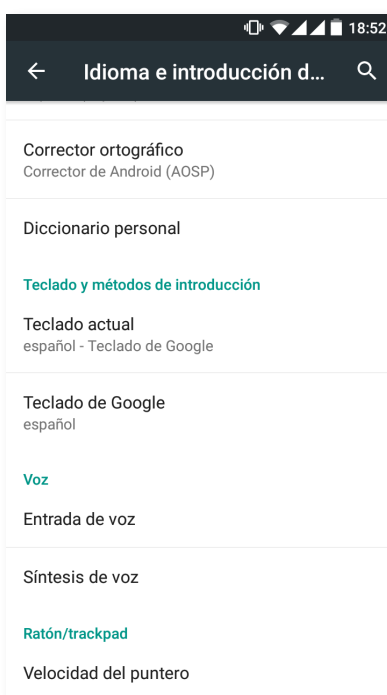 18:52
Idioma e introducción d...
Corrector ortográfico
Corrector de Android (AOSP)
Diccionario personal
Teclado y métodos de introducción
Teclado actual
español - Teclado de Google
Teclado de Google
español
Voz
Entrada de voz
Síntesis de voz
Ratón/trackpad
Velocidad del puntero